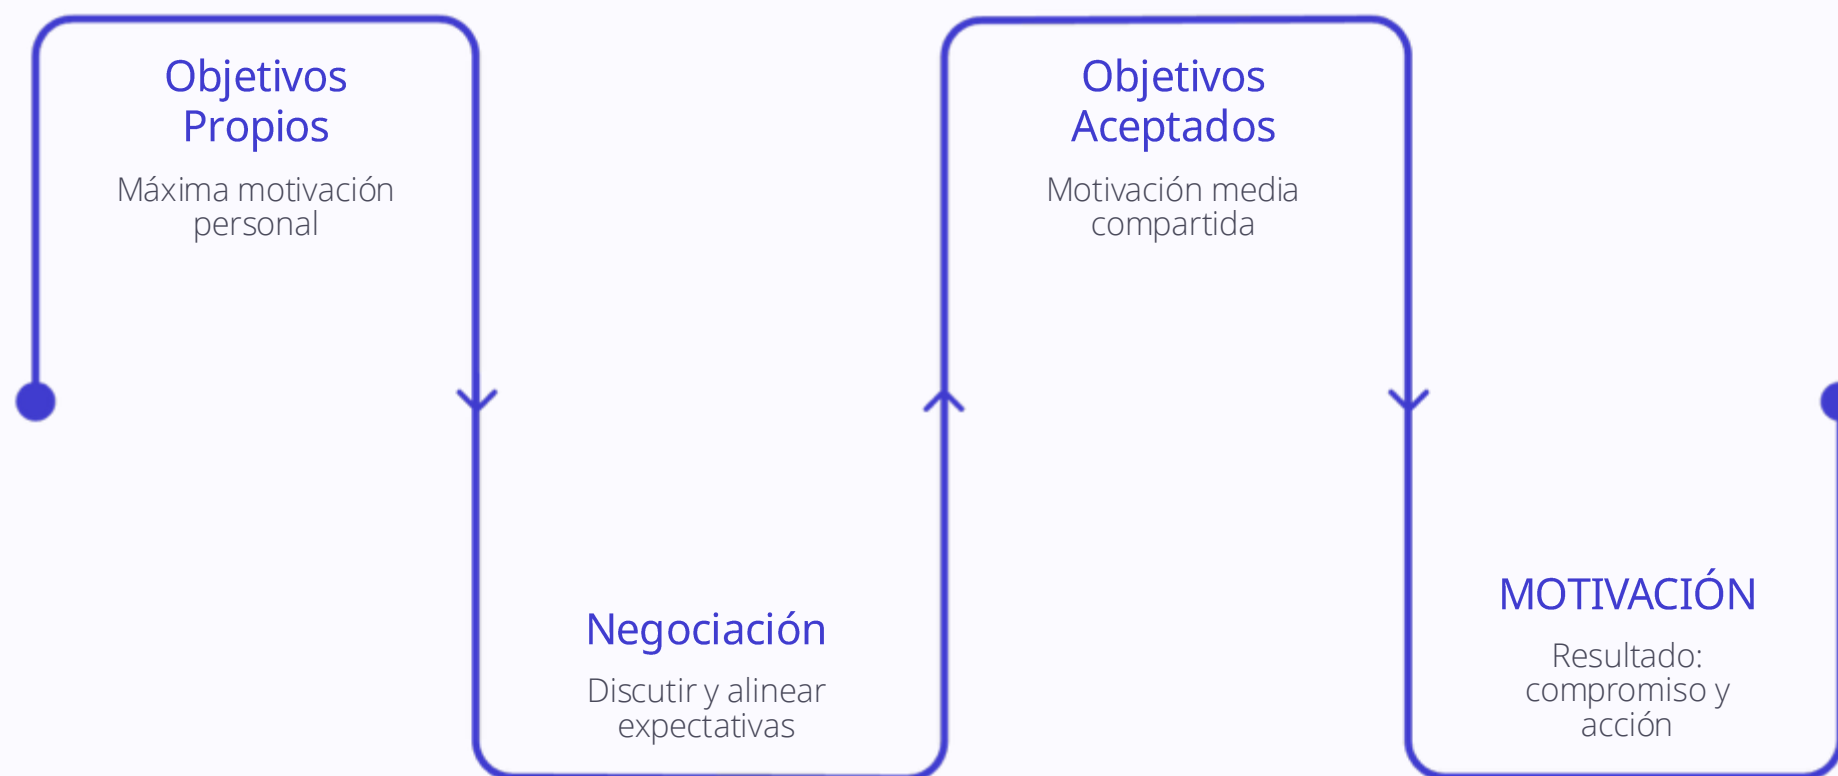 Objetivos
Propios
Máxima motivación
personal
Negociación
Discutir y alinear
expectativas
Objetivos
Aceptados
Motivación media
compartida
MOTIVACIÓN
Resultado:
compromiso y
acción